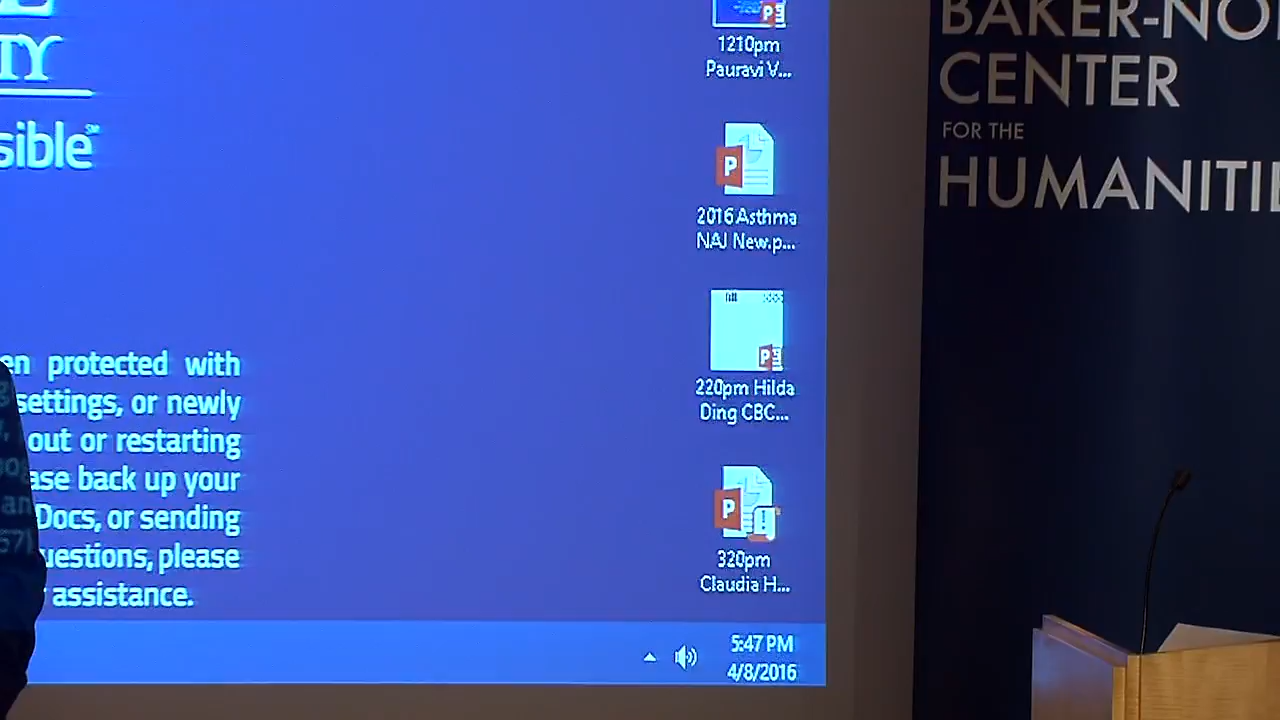 TY
sible℠
en protected with
settings, or newly
out or restarting
ase back up your
Docs, or sending
uestions, please
assistance.
1210pm
Pauravi V...
2016 Asthma
NAJ New.p...
220pm Hilda
Ding CBC...
320pm
Claudia H...
5:47 PM
4/8/2016
BAKER-NO
CENTER
FOR THE
HUMANITI